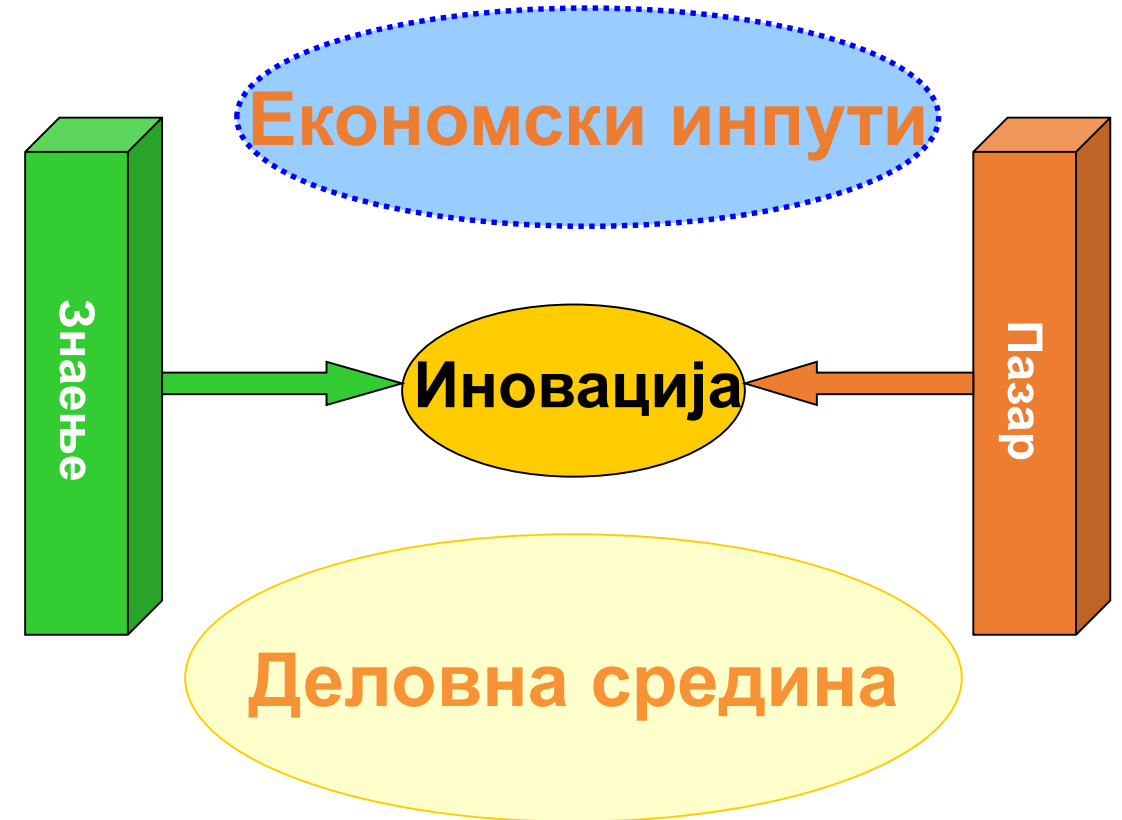 Економски инпути
Знаење
Иновација
Пазар
Деловна средина